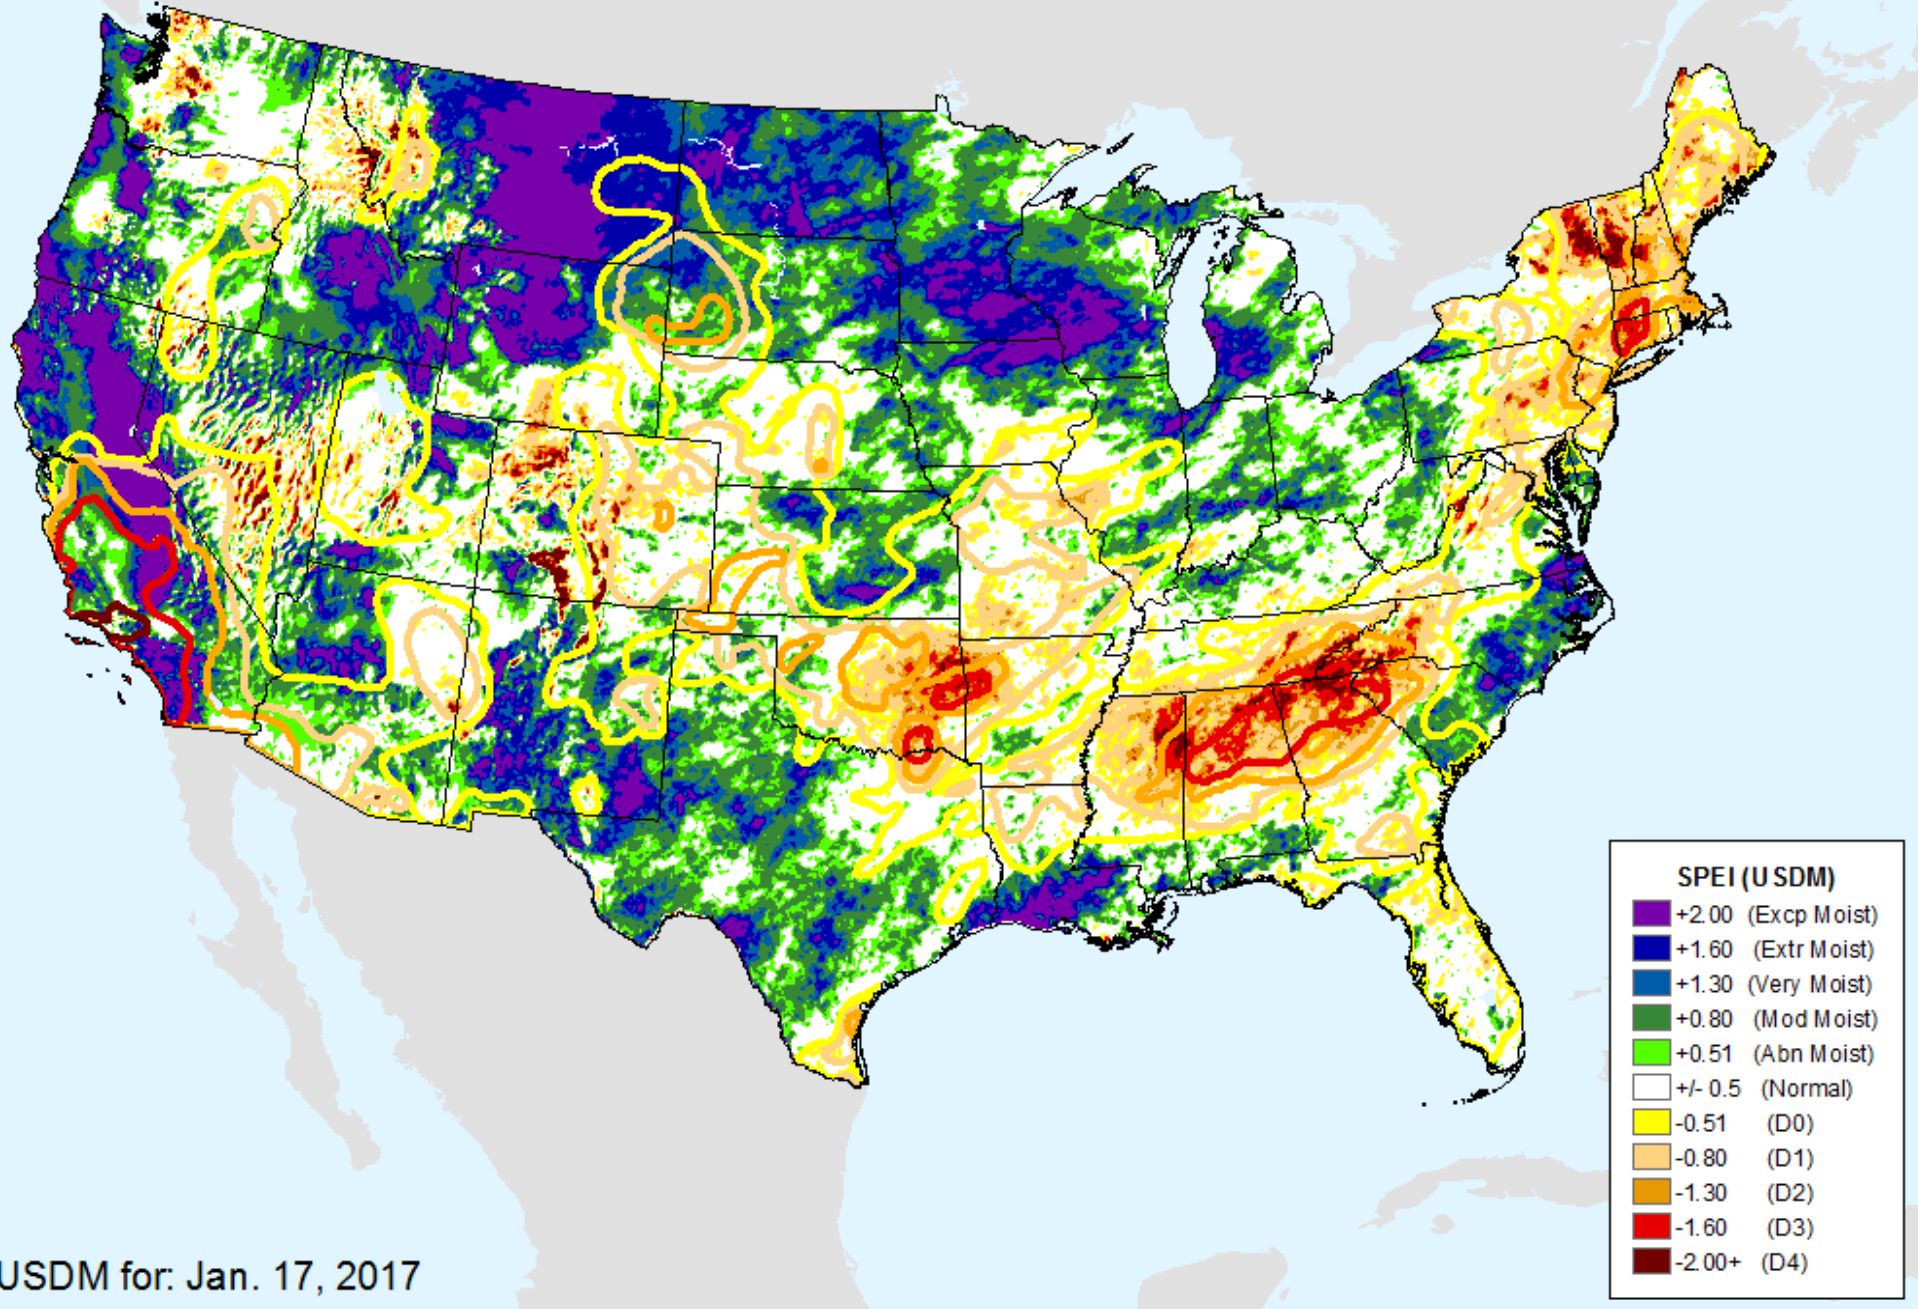 SPEI (USDM)
+2.00 (Excp Moist)
+1.60 (Extr Moist)
+1.30 (Very Moist)
+0.80 (Mod Moist)
+0.51 (Abn Moist)
+/- 0.5 (Normal)
-0.51 (D0)
-0.80 (D1)
-1.30 (D2)
-1.60 (D3)
-2.00+ (D4)
USDM for: Jan. 17, 2017